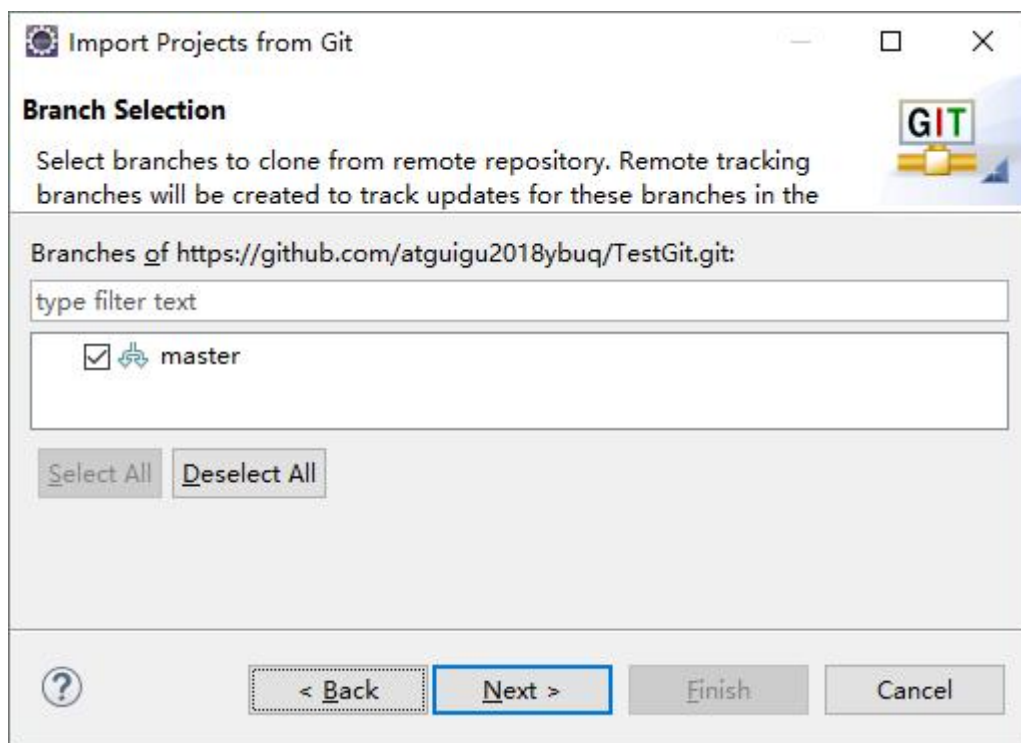 Import Projects from Git
Branch Selection
GIT
Select branches to clone from remote repository. Remote tracking
branches will be created to track updates for these branches in the
Branches of https://github.com/atguigu2018ybuq/TestGit.git:
type filter text
master
Select All Deselect All
? < Back Next > Finish Cancel